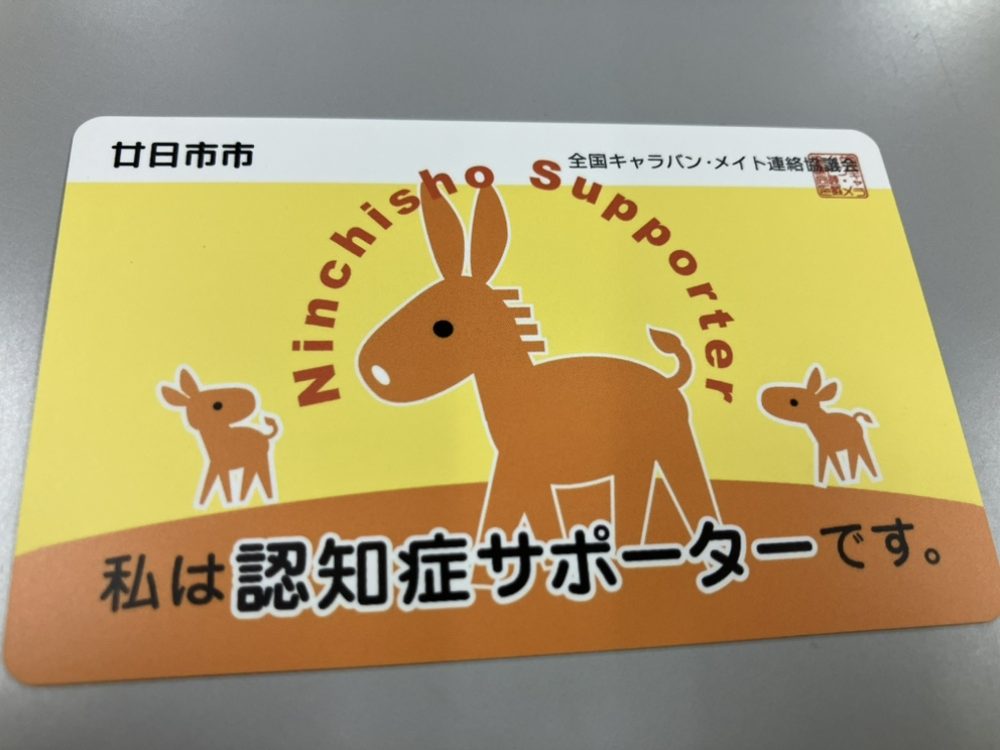 廿日市市
全国キャラバン・メイト連絡協議会
Ninchisho Supporter
私は認知症サポーターです。